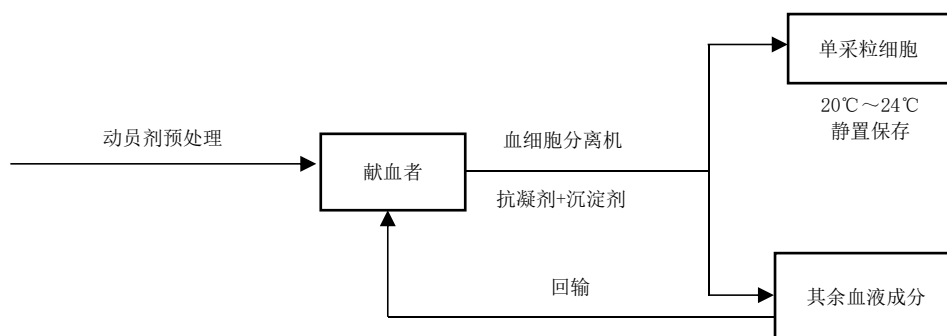 单采粒细胞
20℃～24℃
静置保存
动员剂预处理
献血者
血细胞分离机
抗凝剂+沉淀剂
回输
其余血液成分